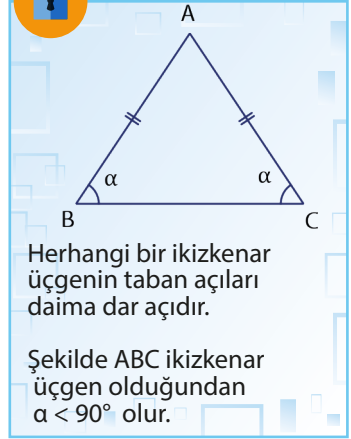 A
α
α
B
C
Herhangi bir ikizkenar
üçgenin taban açıları
daima dar açıdır.
Şekilde ABC ikizkenar
üçgen olduğundan
α < 90° olur.